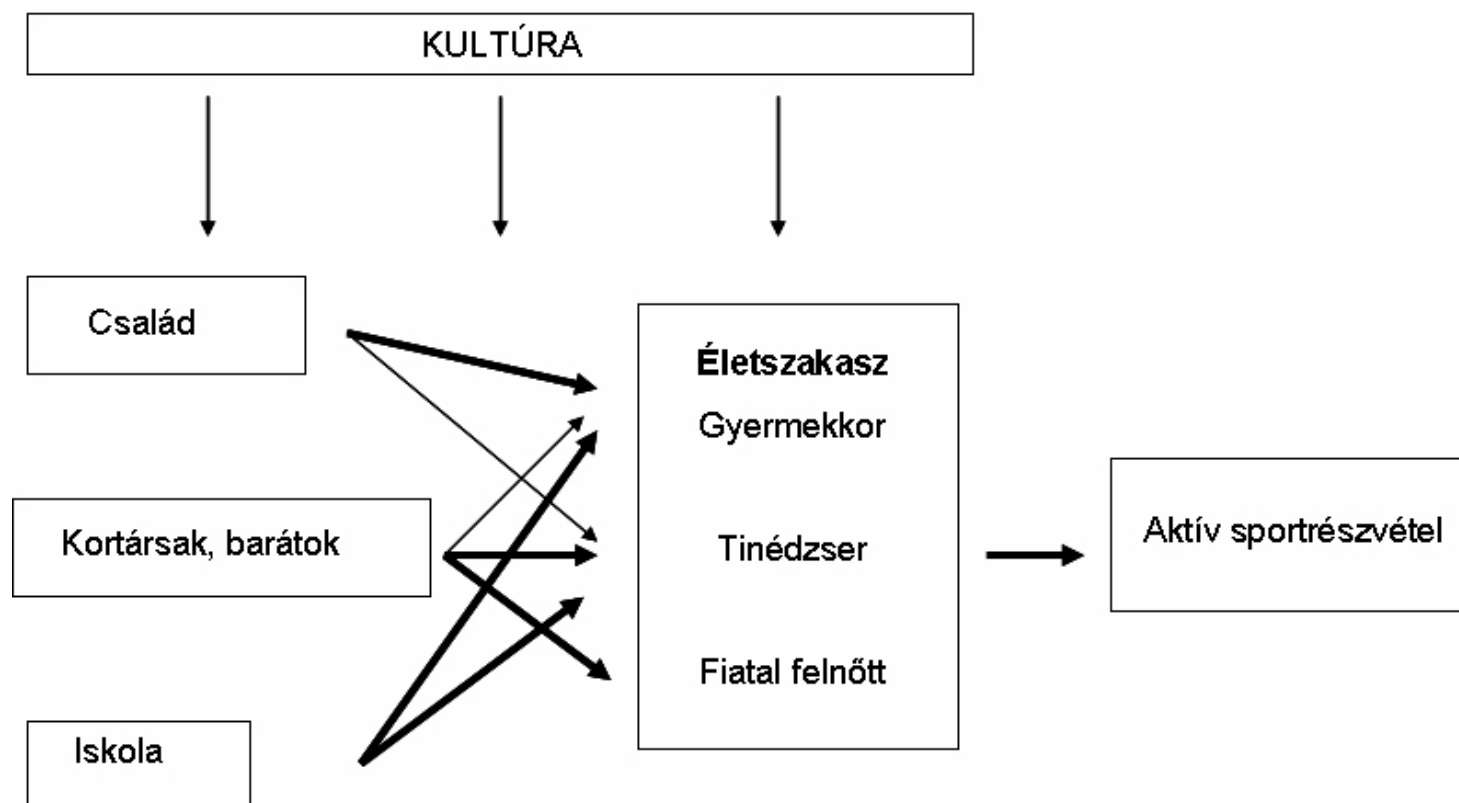 KULTÚRA
Család
Életszakasz
Gyermekkor
Kortársak, barátok
Tinédzser
Aktív sportrészvétel
Fiatal felnőtt
Iskola